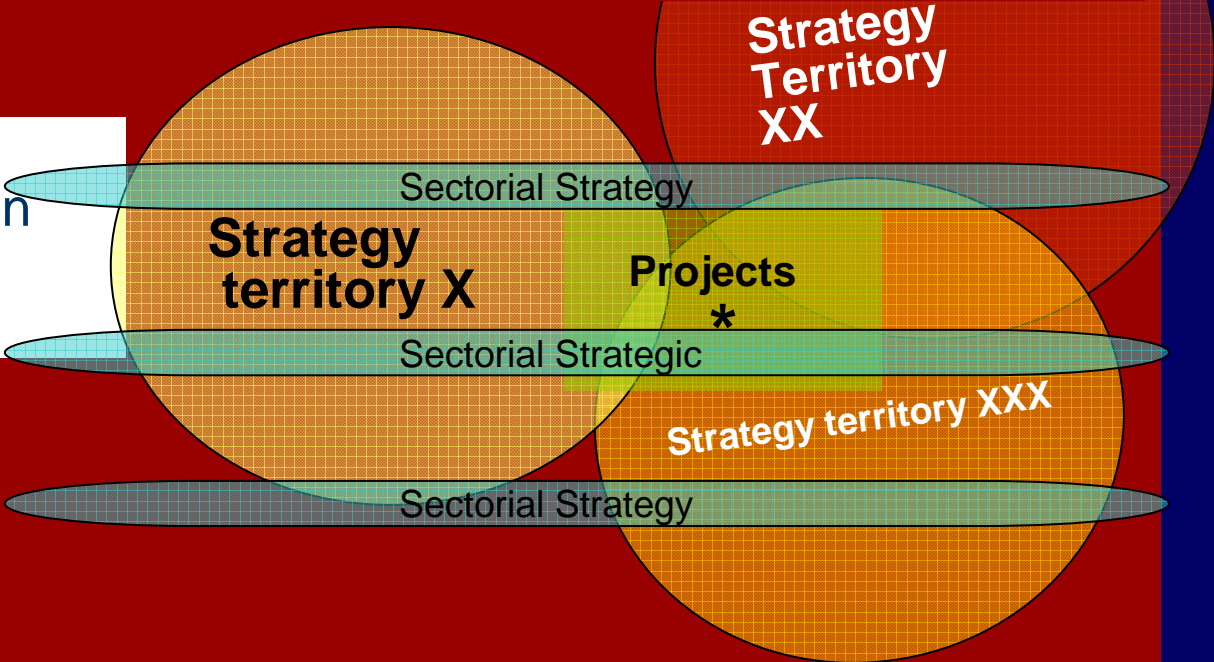 Strategy
Territory
XX
Sectorial Strategy
n
Strategy
territory X
Projects
*
Sectorial Strategic
Strategy territory XXX
Sectorial Strategy